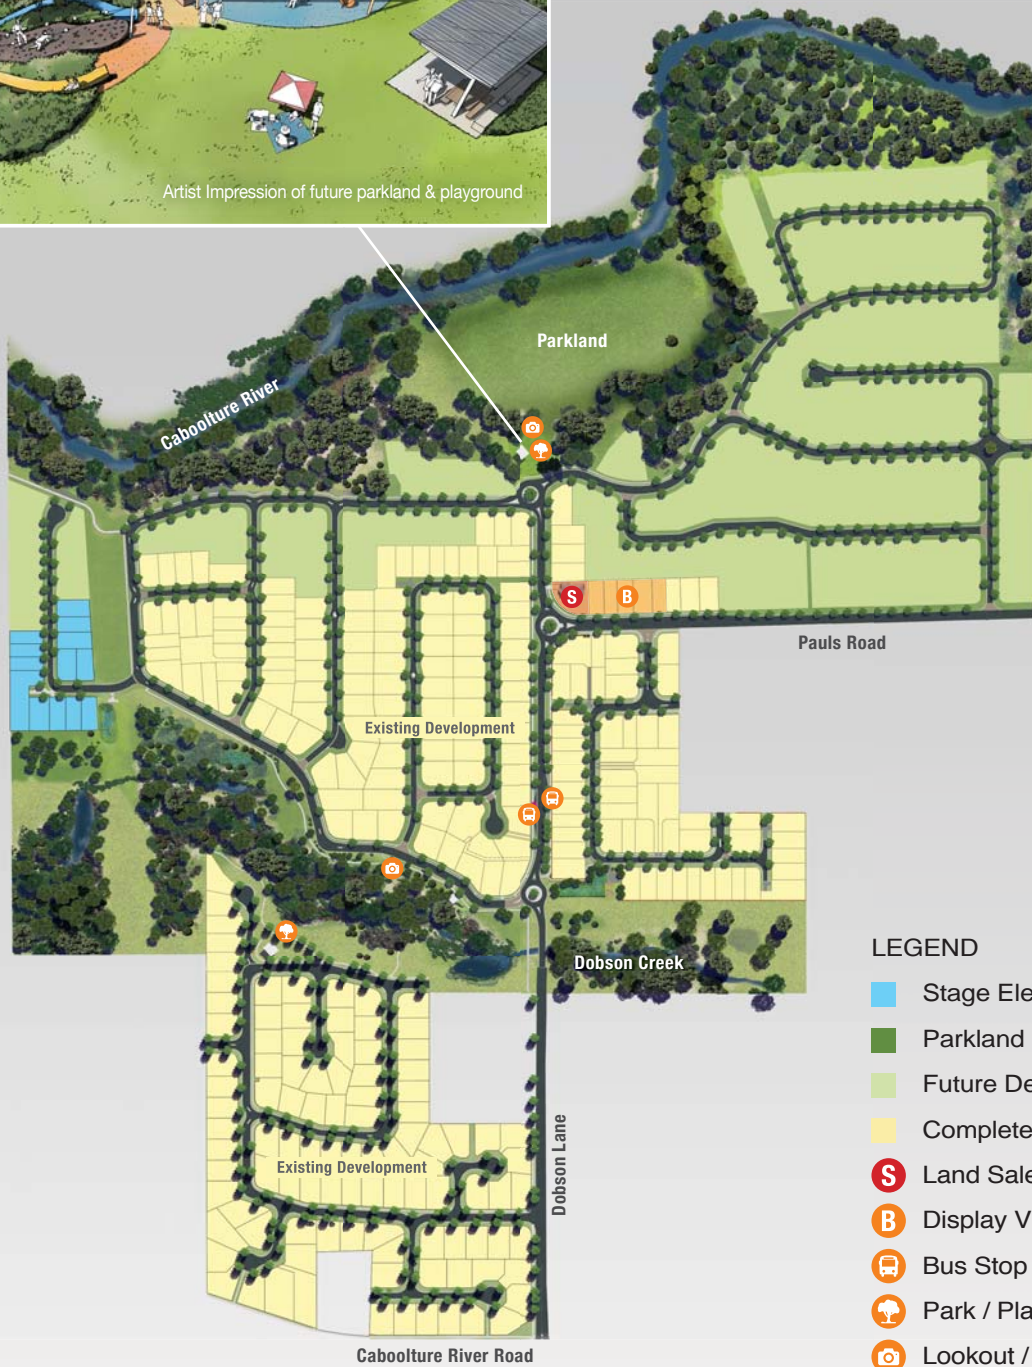 Artist Impression of future parkland & playground
Parkland
Caboolture River
S
B
Pauls Road
Existing Development
Dobson Creek
Dobson Lane
Existing Development
Caboolture River Road
LEGEND
Stage Ele
Parkland
Future De
Complete
S Land Sale
B Display V
Bus Stop
Park / Pla
Lookout /